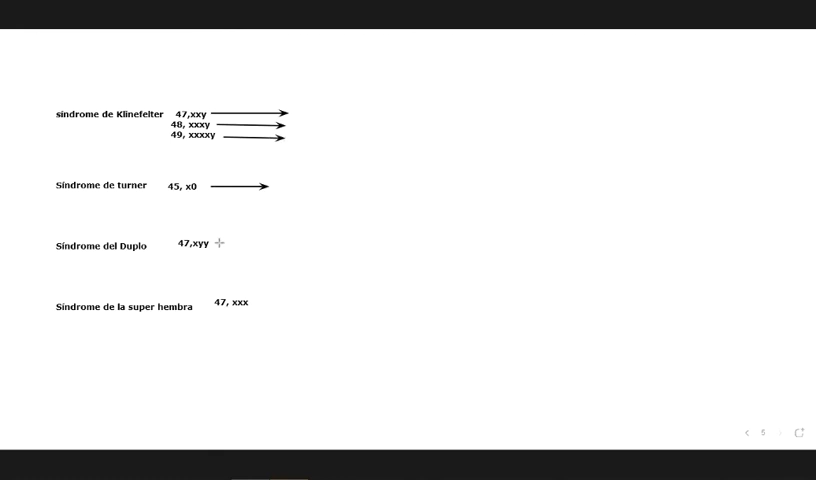 síndrome de Klinefelter 47,xxy
48, xxxy
49, xxxxy
Síndrome de turner 45, x0
Síndrome del Duplo 47,xyy
Síndrome de la super hembra 47, xxx
5